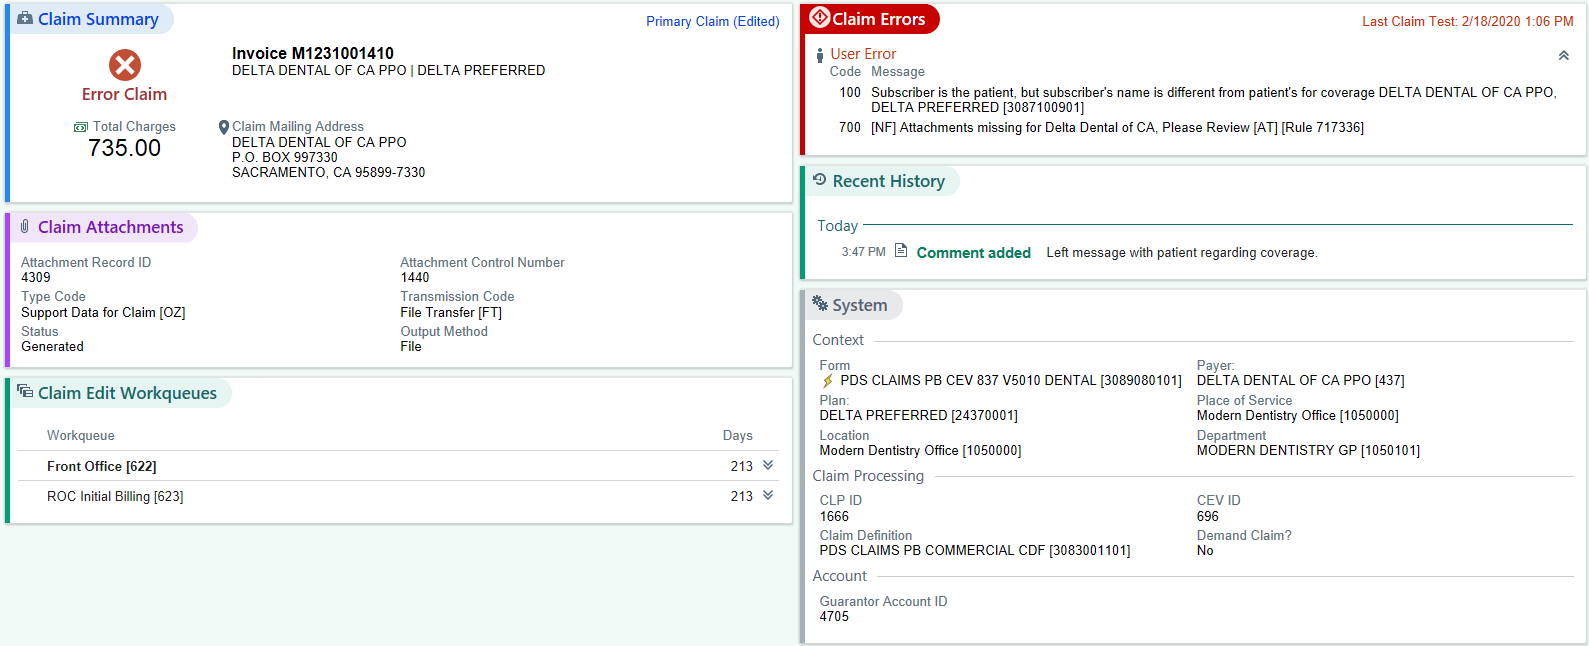 Claim Summary
Primary Claim (Edited)
Error Claim
Invoice M1231001410
DELTA DENTAL OF CA PPO | DELTA PREFERRED
Total Charges
735.00
Claim Mailing Address
DELTA DENTAL OF CA PPO
P.O. BOX 997330
SACRAMENTO, CA 95899-7330
Claim Attachments
Attachment Record ID
4309
Attachment Control Number
1440
Type Code
Support Data for Claim [OZ]
Transmission Code
File Transfer [FT]
Status
Generated
Output Method
File
Claim Edit Workqueues
Workqueue Days
Front Office [622] 213
ROC Initial Billing [623] 213
Claim Errors
Last Claim Test: 2/18/2020 1:06 PM
User Error
Code Message
100 Subscriber is the patient, but subscriber's name is different from patient's for coverage DELTA DENTAL OF CA PPO,
DELTA PREFERRED [3087100901]
700 [NF] Attachments missing for Delta Dental of CA, Please Review [AT] [Rule 717336]
Recent History
Today
3:47 PM Comment added Left message with patient regarding coverage.
System
Context
Form
PDS CLAIMS PB CEV 837 V5010 DENTAL [3089080101]
Payer:
DELTA DENTAL OF CA PPO [437]
Plan:
DELTA PREFERRED [24370001]
Place of Service
Modern Dentistry Office [1050000]
Location
Modern Dentistry Office [1050000]
Department
MODERN DENTISTRY GP [1050101]
Claim Processing
CLP ID
1666
CEV ID
696
Claim Definition
PDS CLAIMS PB COMMERCIAL CDF [3083001101]
Demand Claim?
No
Account
Guarantor Account ID
4705